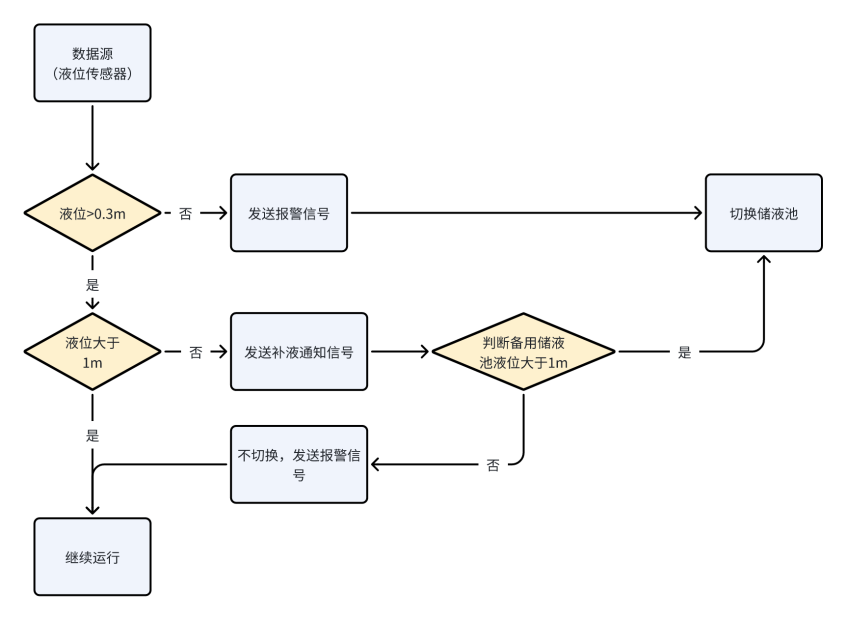 数据源
（液位传感器）
液位>0.3m
否
发送报警信号
切换储液池
是
液位大于
1m
否
发送补液通知信号
判断备用储液
池液位大于1m
是
是
不切换，发送报警信
号
否
继续运行